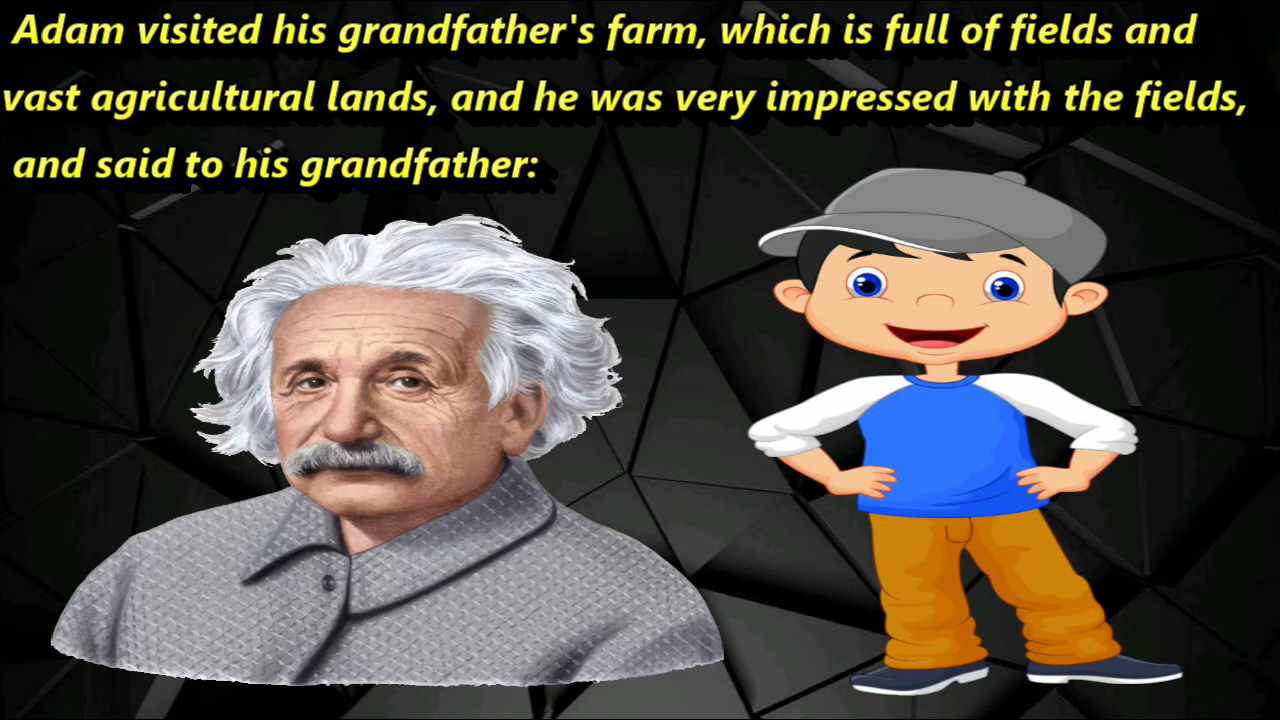 Adam visited his grandfather's farm, which is full of fields and
vast agricultural lands, and he was very impressed with the fields,
and said to his grandfather: